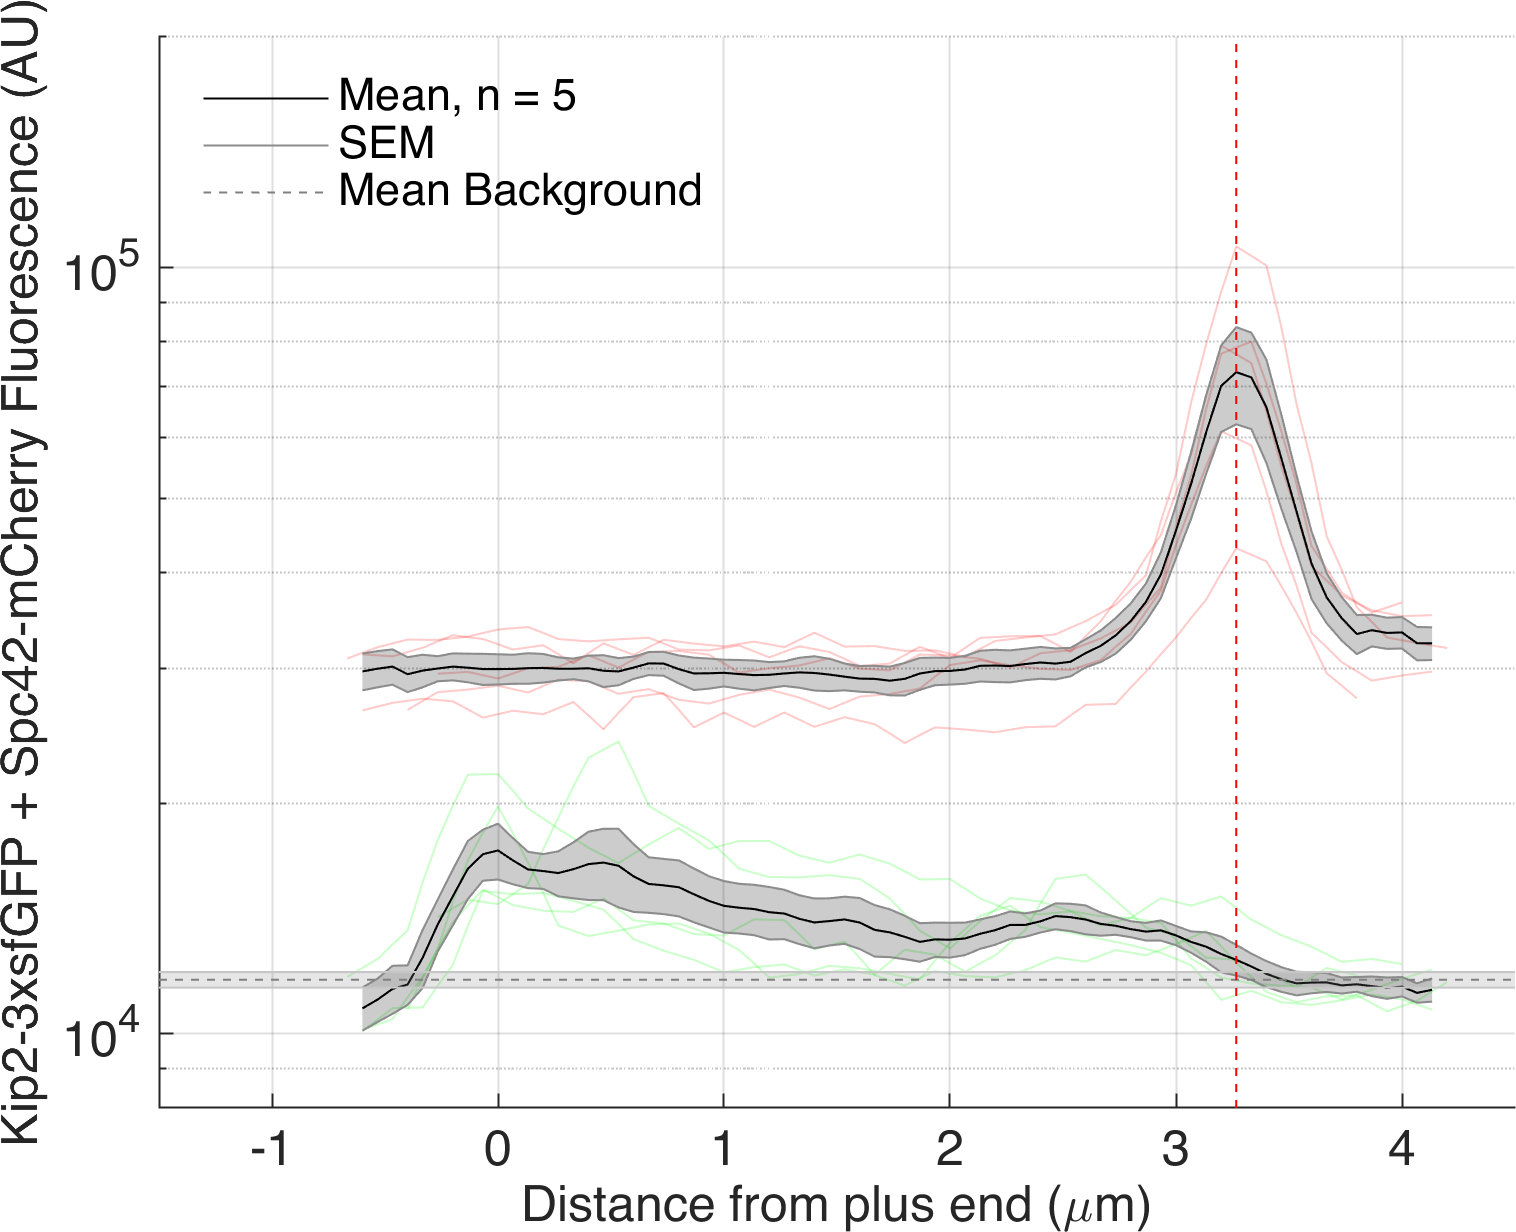 Kip2-3xsfGFP + Spc42-mCherry Fluorescence (AU)
Mean, n = 5
SEM
Mean Background
10^5
10^4
-1 0 1 2 3 4
Distance from plus end (μm)